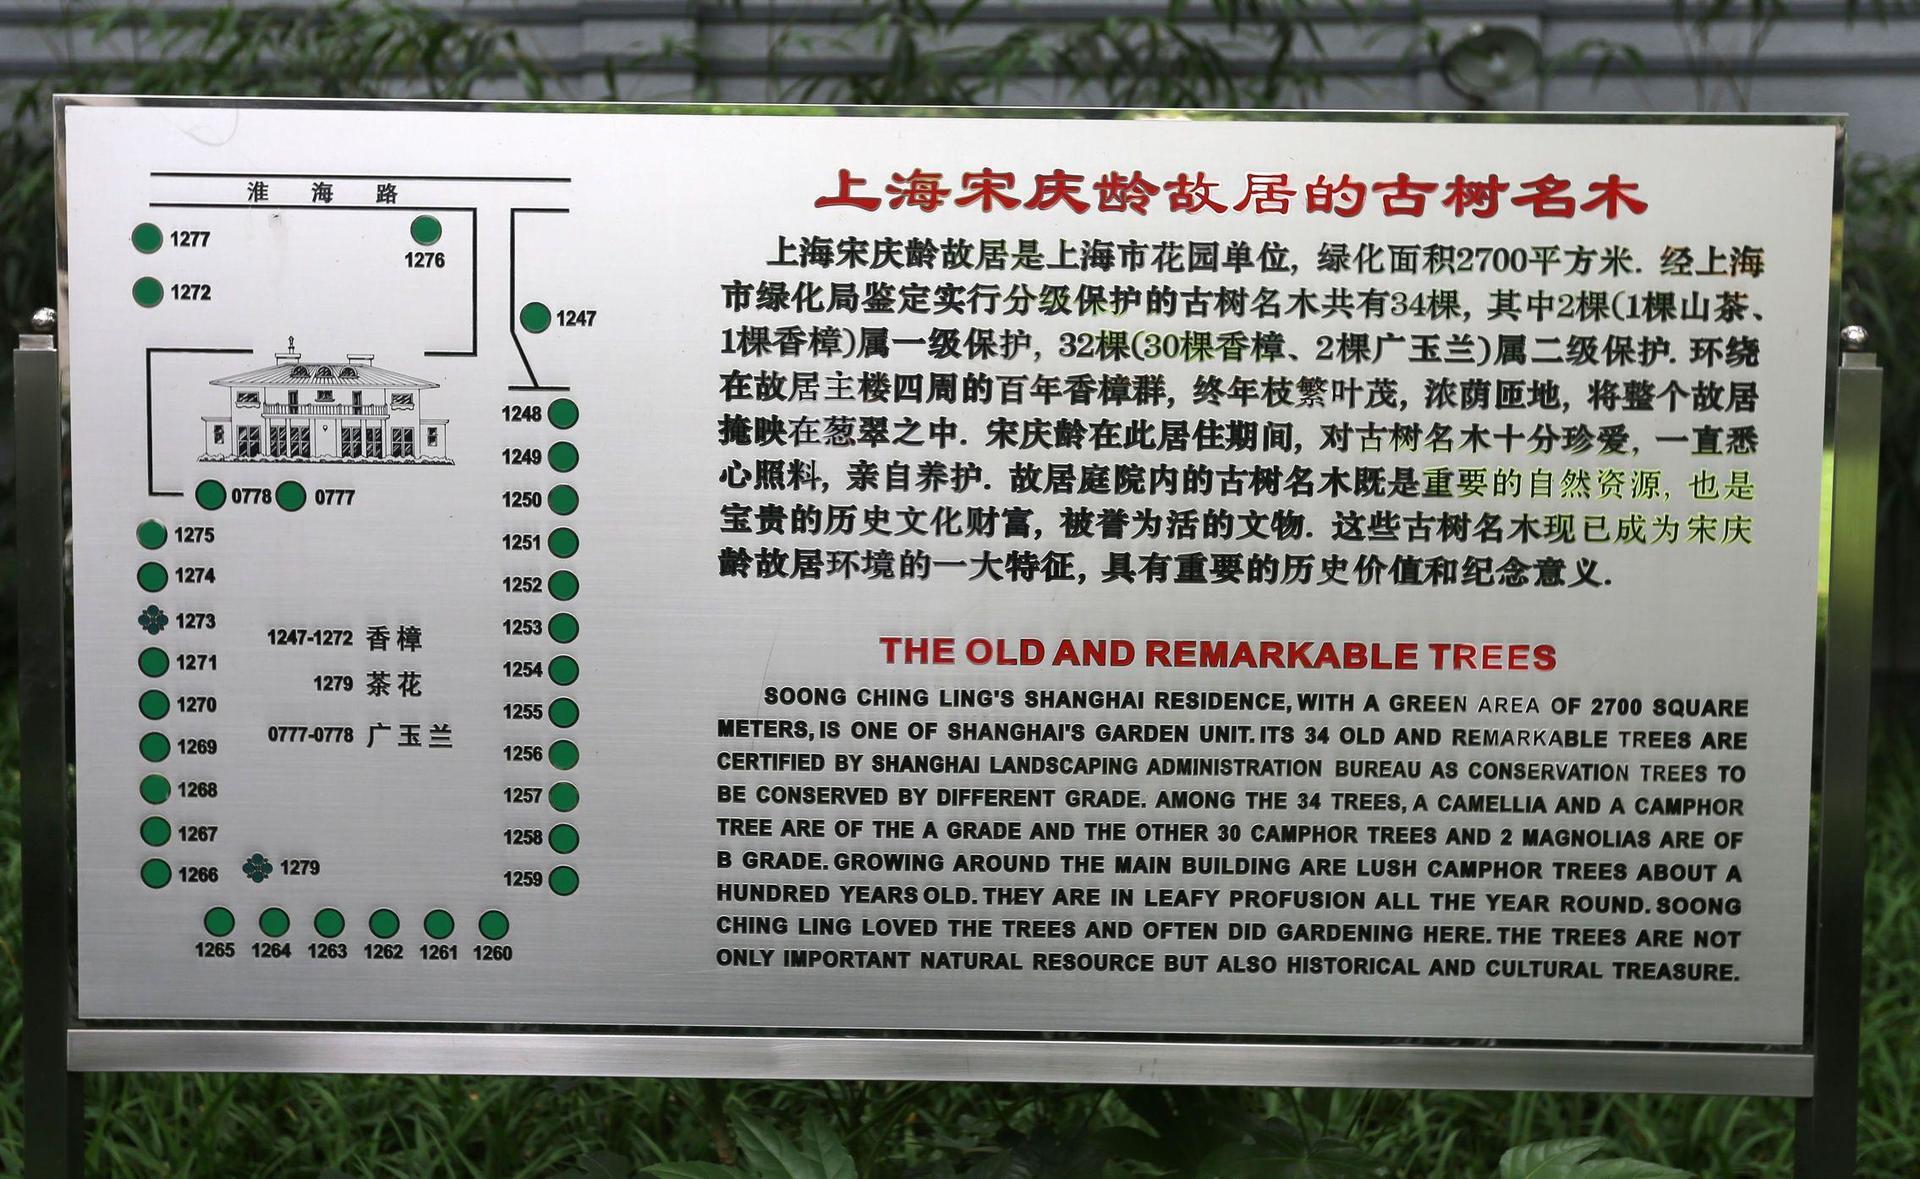 淮海路
1277
1276
1272
1247
1248
1249
1250
1251
1252
1253
1254
1255
1256
1257
1258
1259
0778 0777
1275
1274
1273
1271
1270
1269
1268
1267
1266
1279
1265 1264 1263 1262 1261 1260
1247-1272 香樟
1279 茶花
0777-0778 广玉兰
上海宋庆龄故居的古树名木
上海宋庆龄故居是上海市花园单位, 绿化面积2700平方米. 经上海
市绿化局鉴定实行分级保护的古树名木共有34棵, 其中2棵(1棵山茶、
1棵香樟)属一级保护, 32棵(30棵香樟、2棵广玉兰)属二级保护. 环绕
在故居主楼四周的百年香樟群, 终年枝繁叶茂, 浓荫匝地, 将整个故居
掩映在葱翠之中. 宋庆龄在此居住期间, 对古树名木十分珍爱, 一直悉
心照料, 亲自养护. 故居庭院内的古树名木既是重要的自然资源, 也是
宝贵的历史文化财富, 被誉为活的文物. 这些古树名木现已成为宋庆
龄故居环境的一大特征, 具有重要的历史价值和纪念意义.
THE OLD AND REMARKABLE TREES
SOONG CHING LING'S SHANGHAI RESIDENCE, WITH A GREEN AREA OF 2700 SQUARE
METERS, IS ONE OF SHANGHAI'S GARDEN UNIT. ITS 34 OLD AND REMARKABLE TREES ARE
CERTIFIED BY SHANGHAI LANDSCAPING ADMINISTRATION BUREAU AS CONSERVATION TREES TO
BE CONSERVED BY DIFFERENT GRADE. AMONG THE 34 TREES, A CAMELLIA AND A CAMPHOR
TREE ARE OF THE A GRADE AND THE OTHER 30 CAMPHOR TREES AND 2 MAGNOLIAS ARE OF
B GRADE. GROWING AROUND THE MAIN BUILDING ARE LUSH CAMPHOR TREES ABOUT A
HUNDRED YEARS OLD. THEY ARE IN LEAFY PROFUSION ALL THE YEAR ROUND. SOONG
CHING LING LOVED THE TREES AND OFTEN DID GARDENING HERE. THE TREES ARE NOT
ONLY IMPORTANT NATURAL RESOURCE BUT ALSO HISTORICAL AND CULTURAL TREASURE.